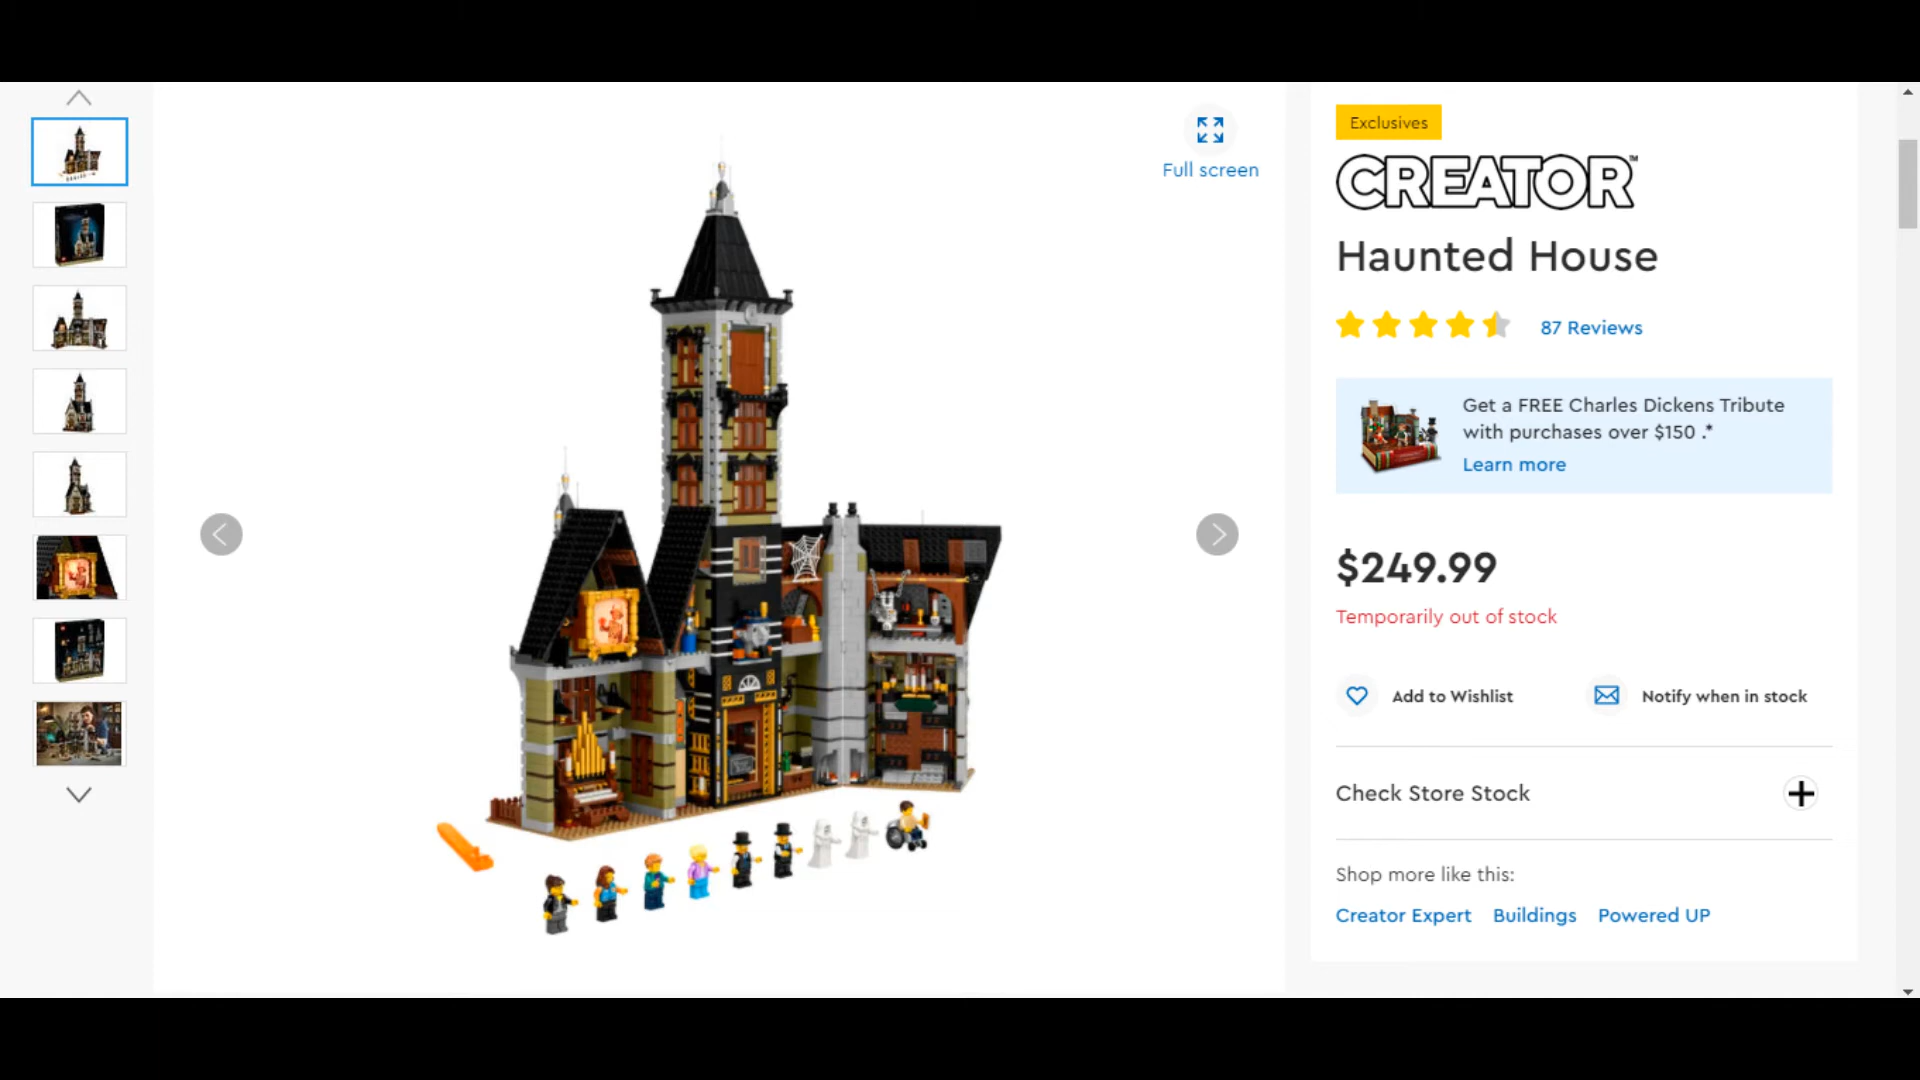 Full screen
Exclusives
CREATOR™
Haunted House
87 Reviews
Get a FREE Charles Dickens Tribute
with purchases over $150 .*
Learn more
$249.99
Temporarily out of stock
Add to Wishlist
Notify when in stock
Check Store Stock
Shop more like this:
Creator Expert Buildings Powered UP